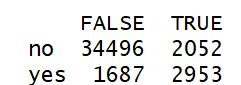 FALSE TRUE
no 34496 2052
yes 1687 2953